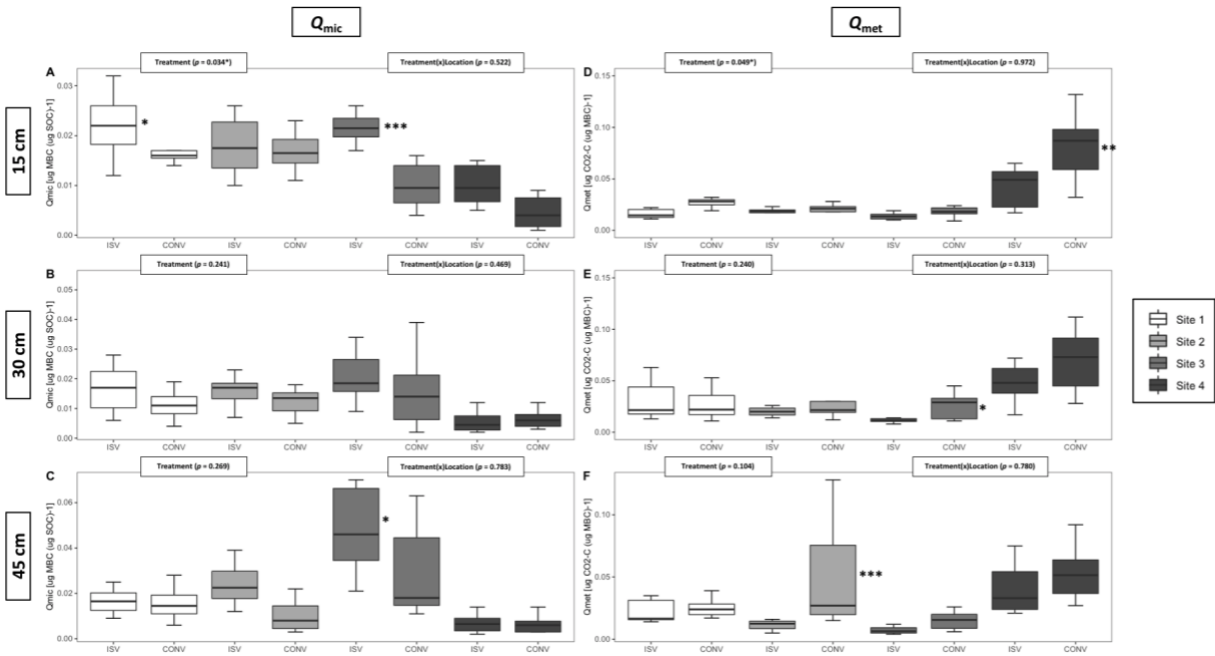 Qmic
Qmet
15 cm
A
Treatment (p = 0.034*)
Treatment(x)Location (p = 0.522)
Qmic [ug MBC (ug SOC)-1]
0.03
0.02
0.01
0.00
ISV CONV ISV CONV ISV CONV ISV CONV
* ***
D
Treatment (p = 0.049*)
Treatment(x)Location (p = 0.972)
Qmet [ug CO2-C (ug MBC)-1]
0.15
0.10
0.05
0.00
ISV CONV ISV CONV ISV CONV ISV CONV
**
30 cm
B
Treatment (p = 0.241)
Treatment(x)Location (p = 0.469)
Qmic [ug MBC (ug SOC)-1]
0.05
0.04
0.03
0.02
0.01
0.00
ISV CONV ISV CONV ISV CONV ISV CONV
E
Treatment (p = 0.240)
Treatment(x)Location (p = 0.313)
Qmet [ug CO2-C (ug MBC)-1]
0.15
0.10
0.05
0.00
ISV CONV ISV CONV ISV CONV ISV CONV
*
45 cm
C
Treatment (p = 0.269)
Treatment(x)Location (p = 0.783)
Qmic [ug MBC (ug SOC)-1]
0.06
0.04
0.02
0.00
ISV CONV ISV CONV ISV CONV ISV CONV
*
F
Treatment (p = 0.104)
Treatment(x)Location (p = 0.780)
Qmet [ug CO2-C (ug MBC)-1]
0.10
0.05
0.00
ISV CONV ISV CONV ISV CONV ISV CONV
***
Site 1
Site 2
Site 3
Site 4